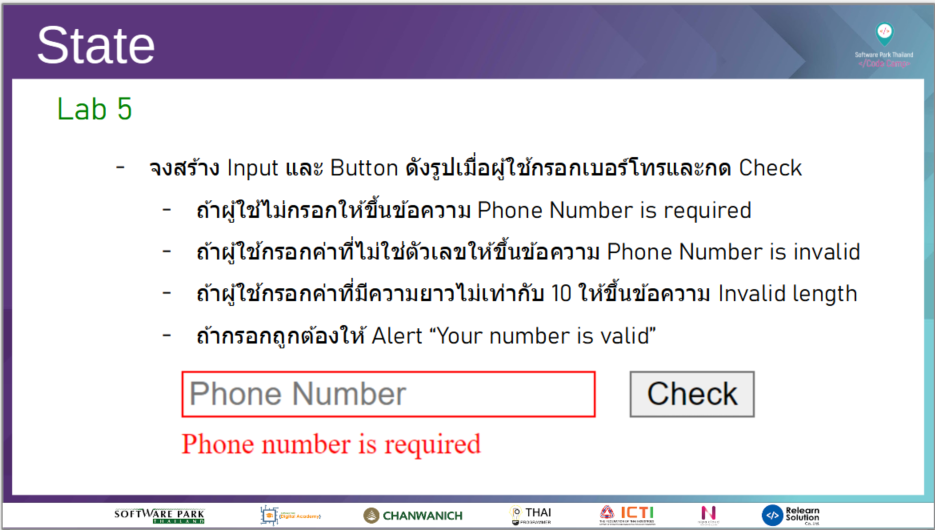 State
Software Park Thailand
Lab 5
- จงสร้าง Input และ Button ดังรูปเมื่อผู้ใช้กรอกเบอร์โทรและกด Check
- ถ้าผู้ใช้ไม่กรอกให้ขึ้นข้อความ Phone Number is required
- ถ้าผู้ใช้กรอกค่าที่ไม่ใช่ตัวเลขให้ขึ้นข้อความ Phone Number is invalid
- ถ้าผู้ใช้กรอกค่าที่มีความยาวไม่เท่ากับ 10 ให้ขึ้นข้อความ Invalid length
- ถ้ากรอกถูกต้องให้ Alert “Your number is valid”
Phone Number Check
Phone number is required
SOFTWARE PARK
THAILAND
Digital Academy
CHANWANICH
THAI
PROGRAMMER
ICTI
Relearn
Solution
Co., Ltd